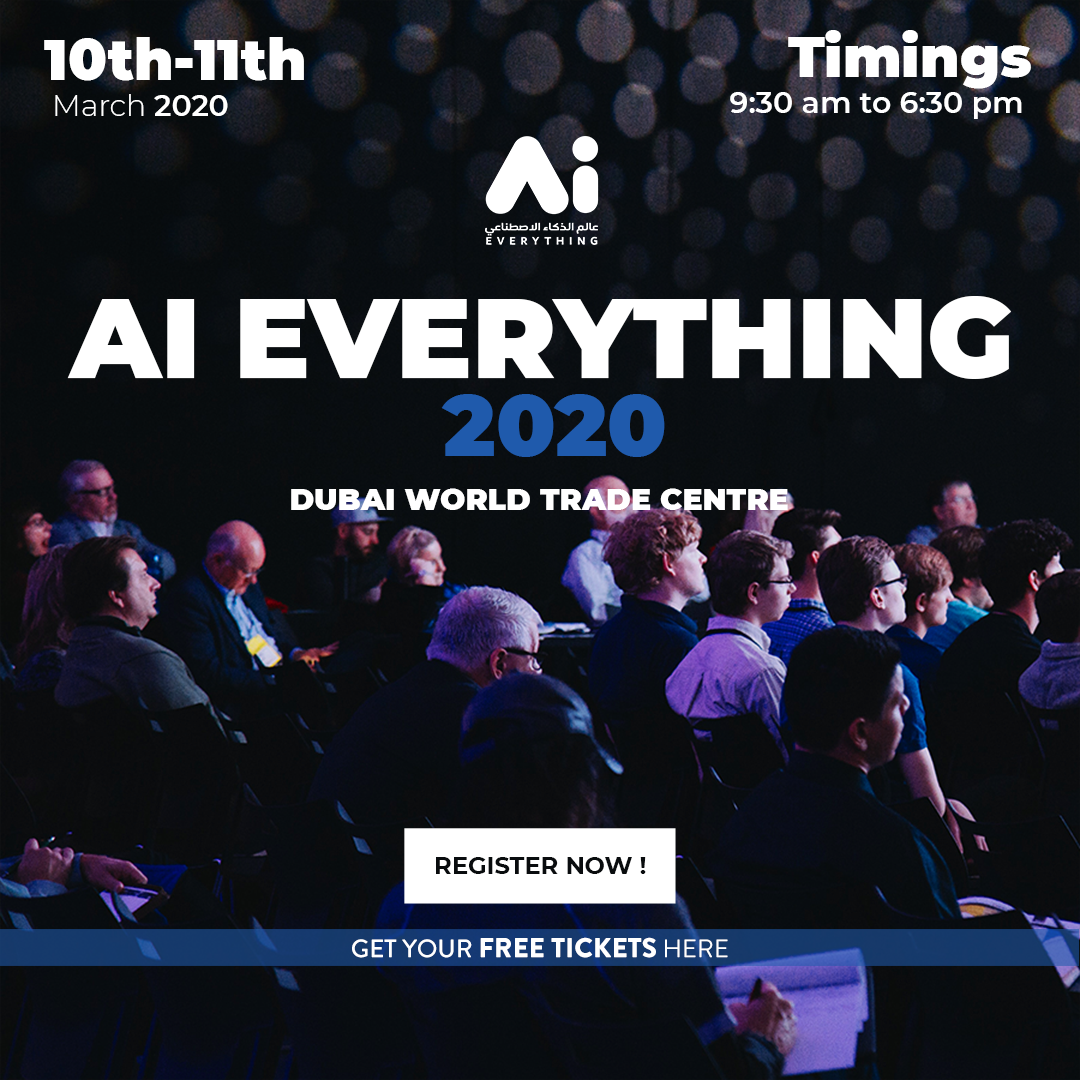 10th-11th
March 2020
Timings
9:30 am to 6:30 pm
Ai
عالم الذكاء الاصطناعي
EVERYTHING
AI EVERYTHING
2020
DUBAI WORLD TRADE CENTRE
REGISTER NOW !
GET YOUR FREE TICKETS HERE